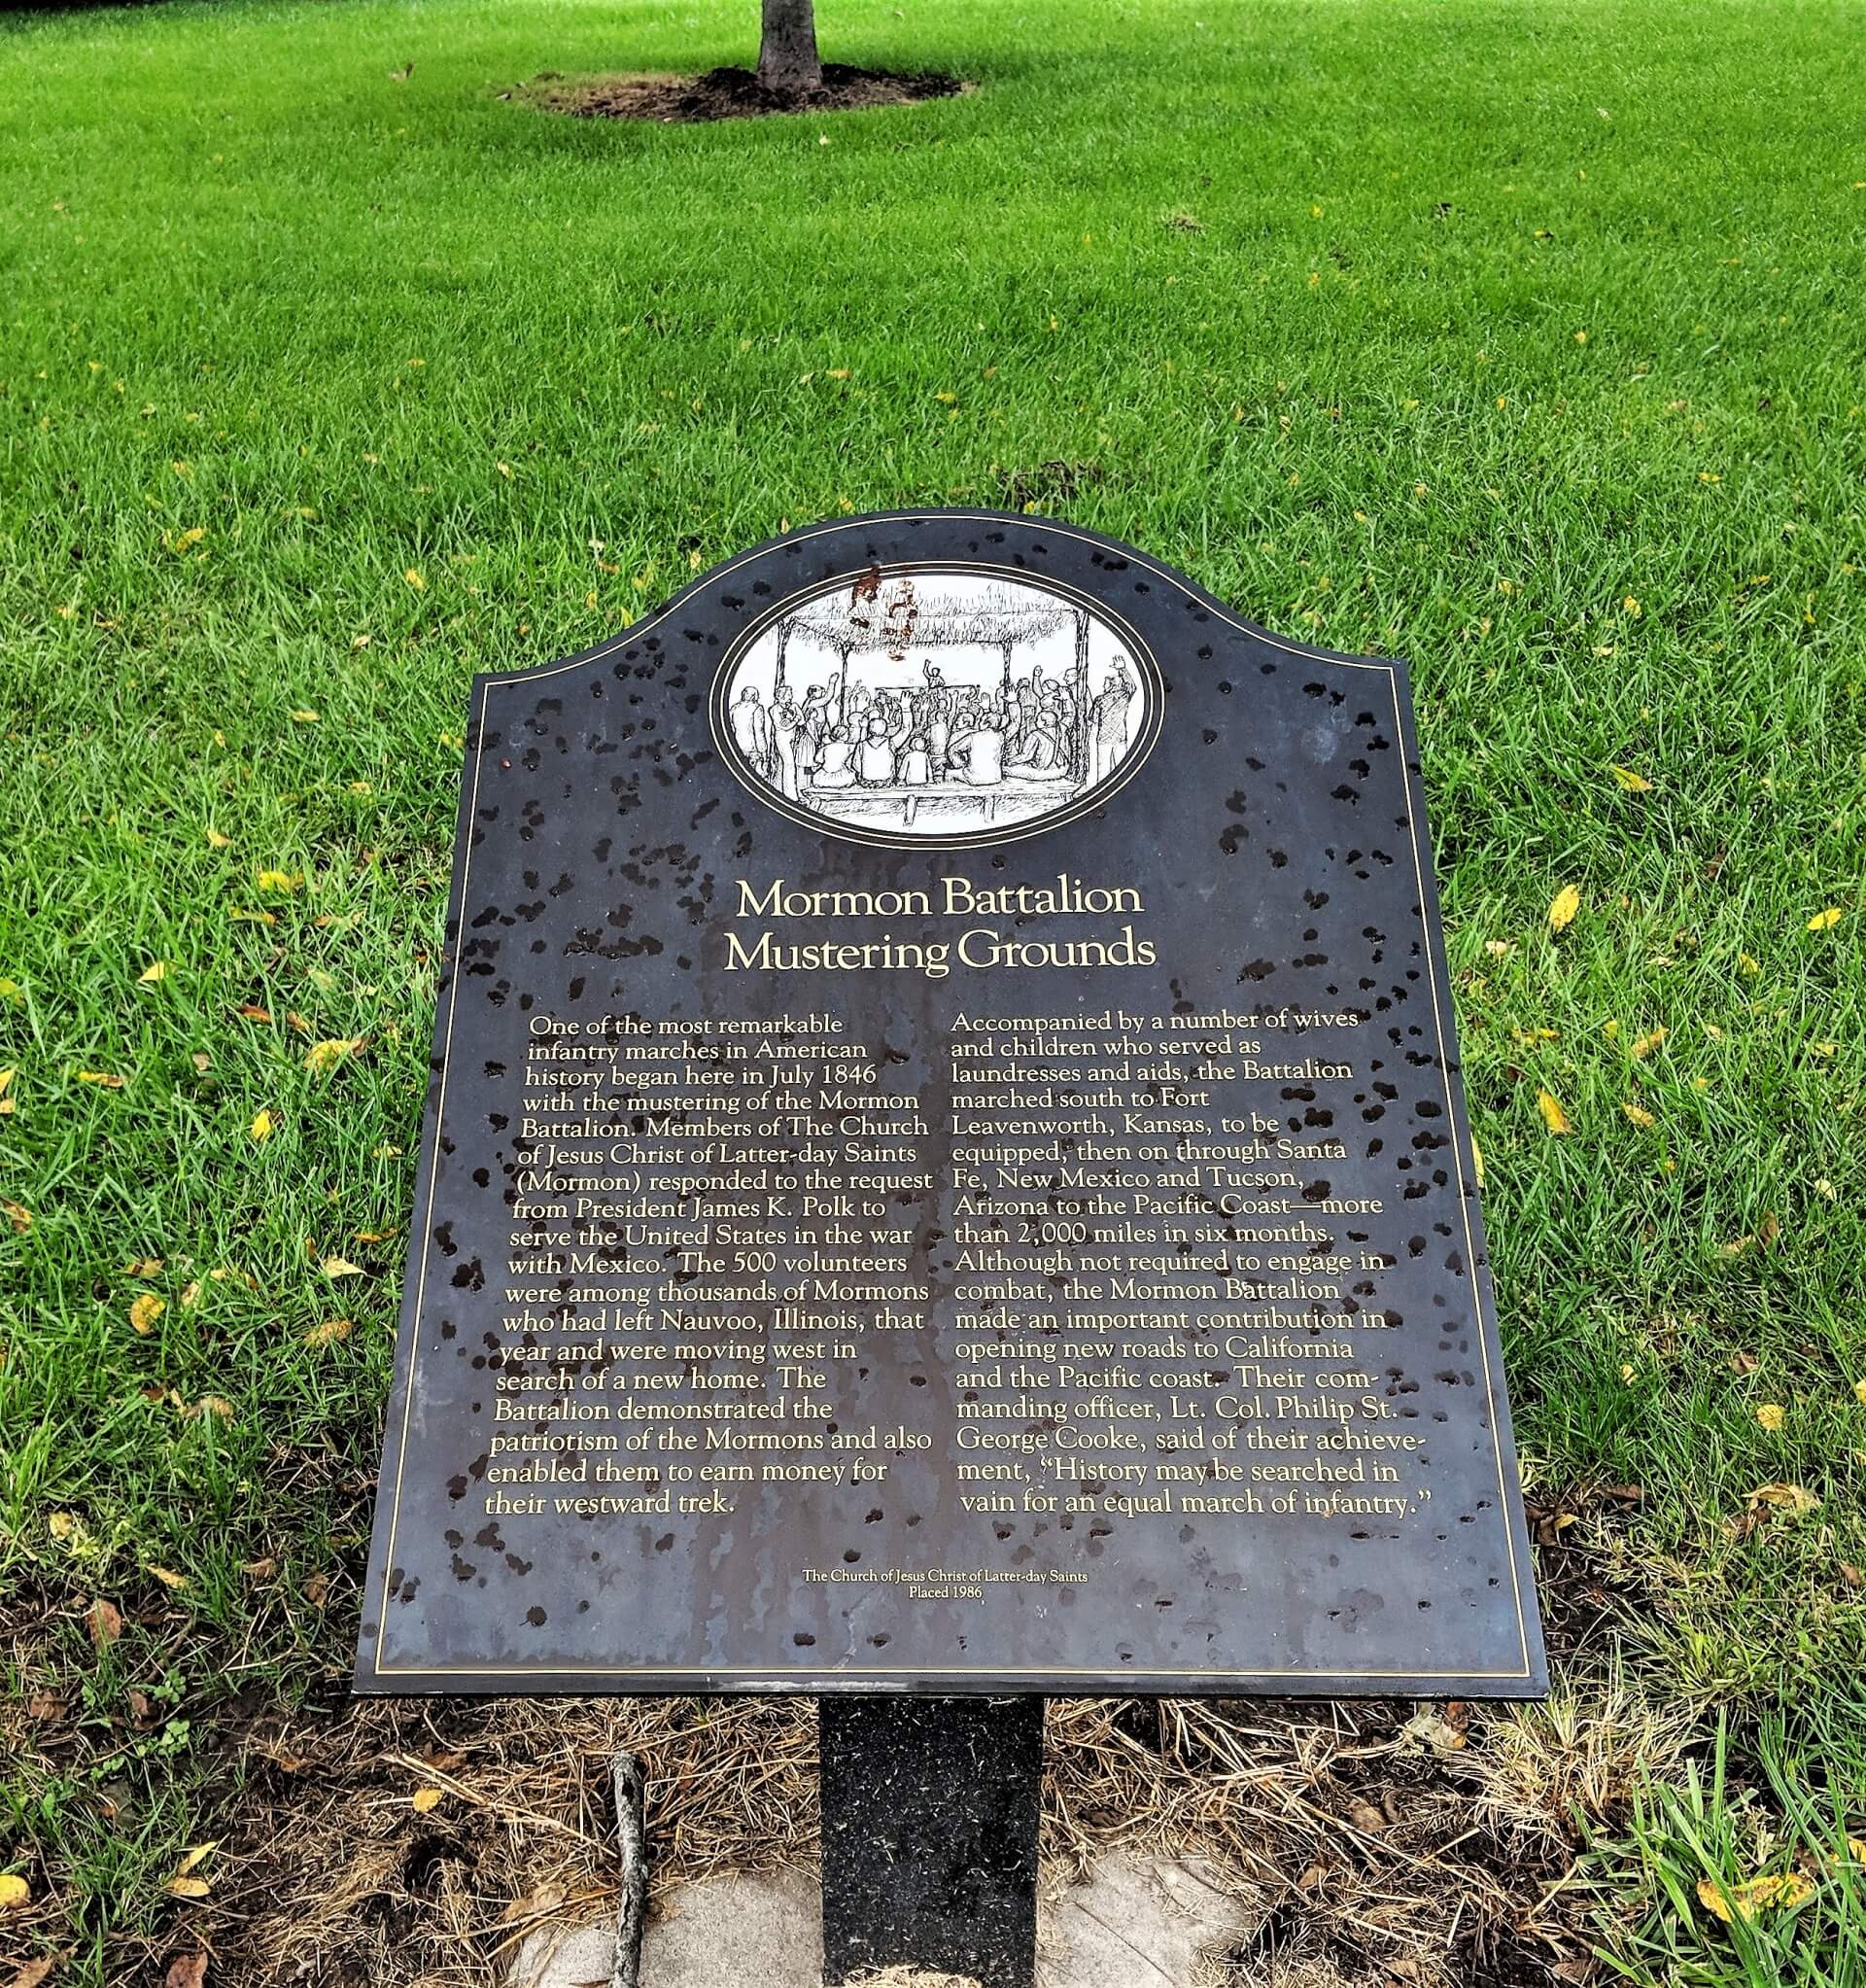 Mormon Battalion
Mustering Grounds
One of the most remarkable
infantry marches in American
history began here in July 1846
with the mustering of the Mormon
Battalion. Members of The Church
of Jesus Christ of Latter-day Saints
(Mormon) responded to the request
from President James K. Polk to
serve the United States in the war
with Mexico. The 500 volunteers
were among thousands of Mormons
who had left Nauvoo, Illinois, that
year and were moving west in
search of a new home. The
Battalion demonstrated the
patriotism of the Mormons and also
enabled them to earn money for
their westward trek.
Accompanied by a number of wives
and children who served as
laundresses and aids, the Battalion
marched south to Fort
Leavenworth, Kansas, to be
equipped, then on through Santa
Fe, New Mexico and Tucson,
Arizona to the Pacific Coast—more
than 2,000 miles in six months.
Although not required to engage in
combat, the Mormon Battalion
made an important contribution in
opening new roads to California
and the Pacific coast. Their com-
manding officer, Lt. Col. Philip St.
George Cooke, said of their achieve-
ment, “History may be searched in
vain for an equal march of infantry.”
The Church of Jesus Christ of Latter-day Saints
Placed 1986